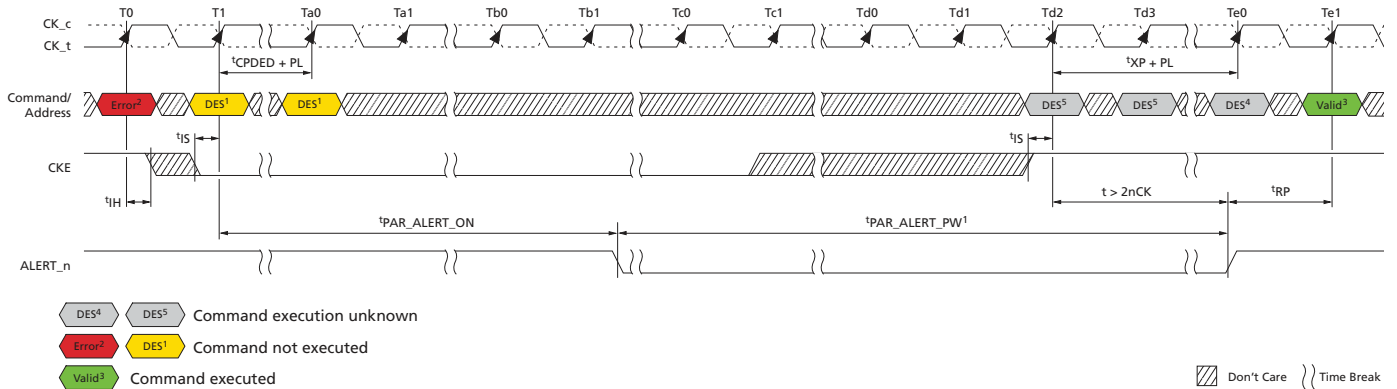 T0 T1 Ta0 Ta1 Tb0 Tb1 Tc0 Tc1 Td0 Td1 Td2 Td3 Te0 Te1
CK_c
CK_t
tCPDED + PL
tXP + PL
Command/
Address
Error2
DES1
DES1
DES5
DES5
DES4
Valid3
tIS
tIS
CKE
tIH
t > 2nCK
tRP
tPAR_ALERT_ON
tPAR_ALERT_PW1
ALERT_n
DES4 DES5 Command execution unknown
Error2 DES1 Command not executed
Valid3 Command executed
Don't Care
Time Break